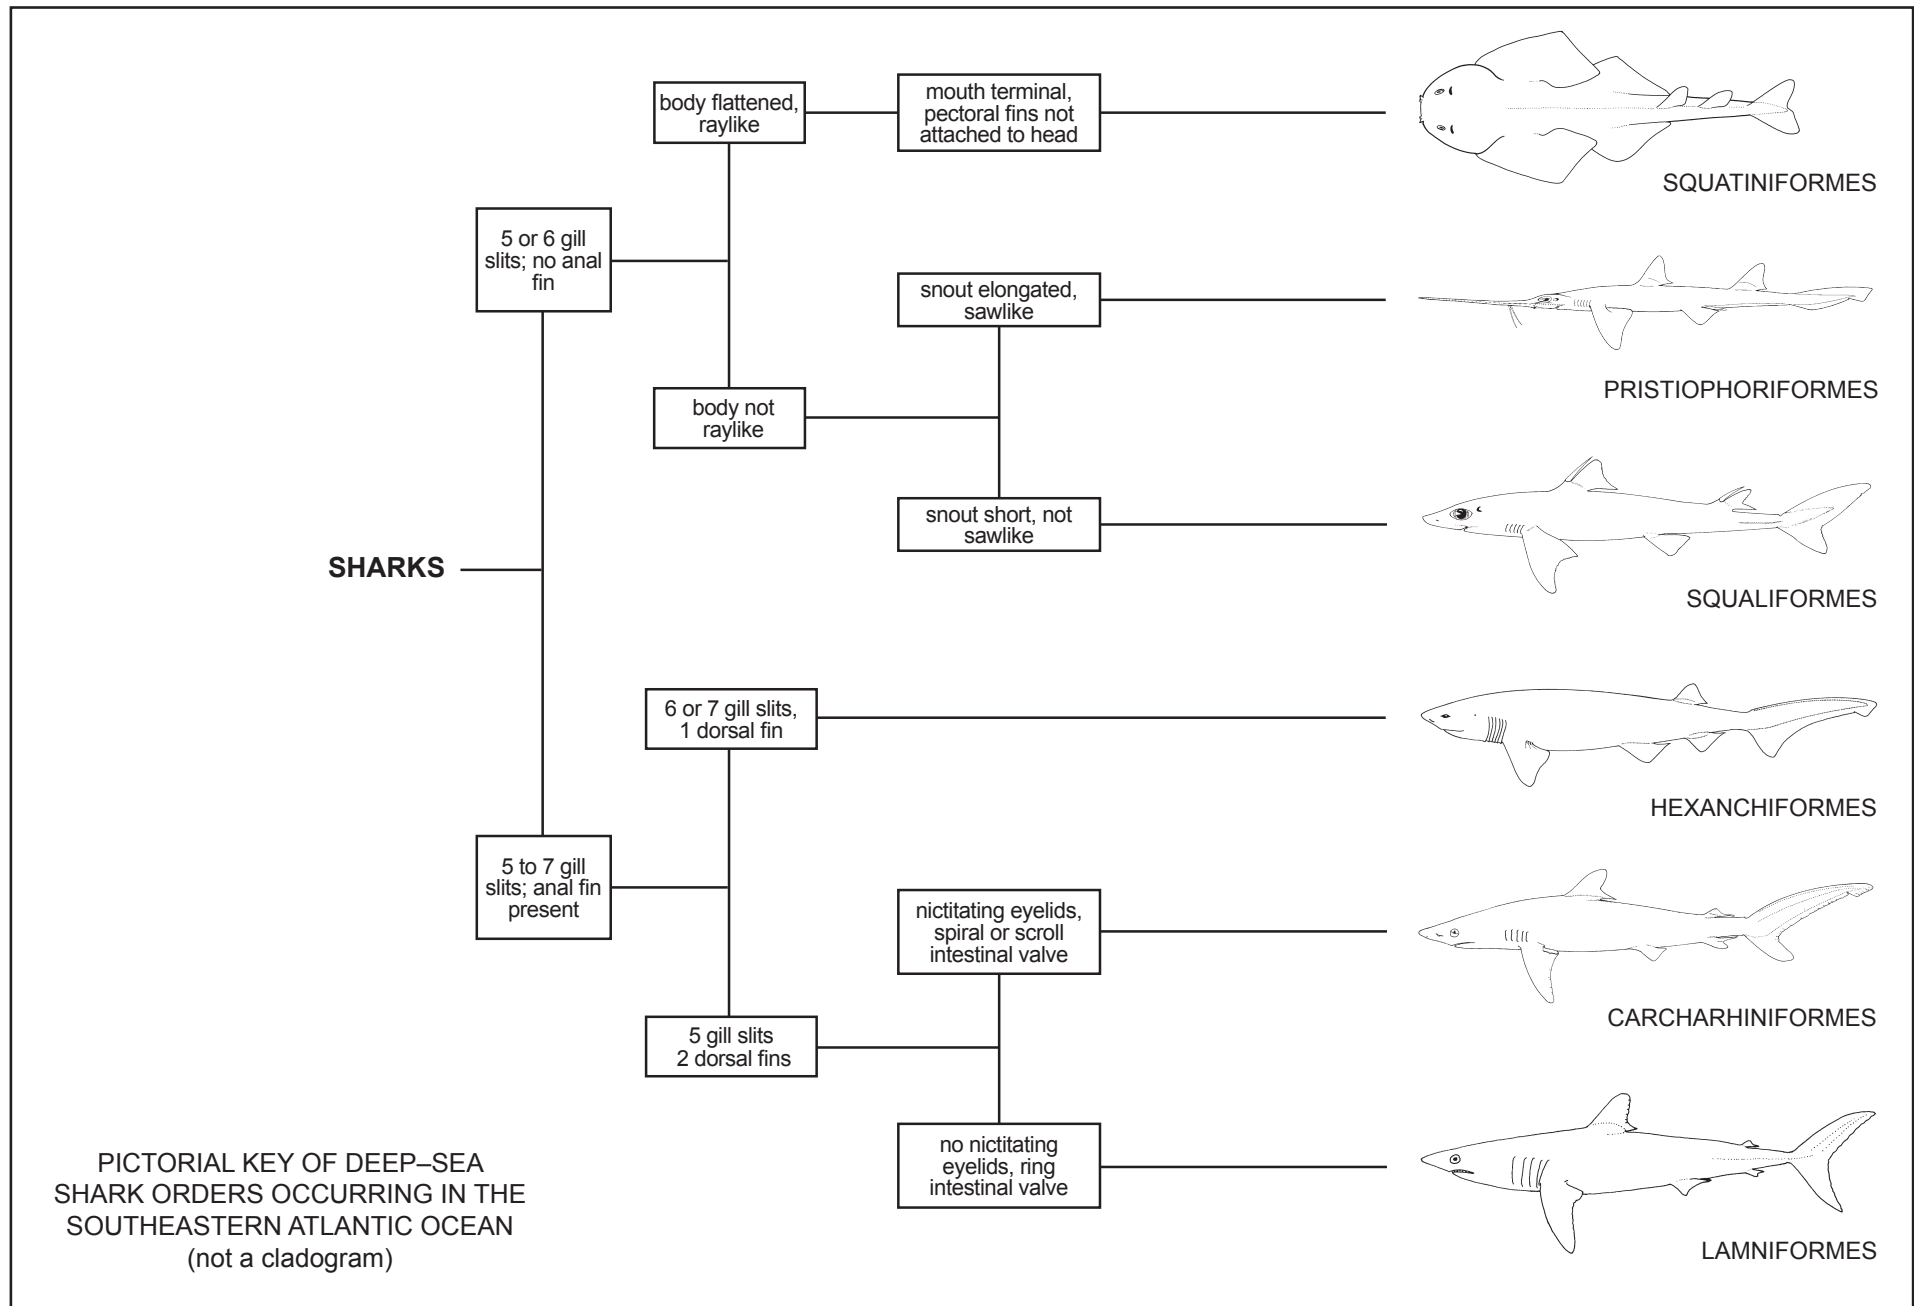 body flattened,
raylike
mouth terminal,
pectoral fins not
attached to head
SQUATINIFORMES
5 or 6 gill
slits; no anal
fin
snout elongated,
sawlike
PRISTIOPHORIFORMES
body not
raylike
snout short, not
sawlike
SQUALIFORMES
SHARKS
6 or 7 gill slits,
1 dorsal fin
HEXANCHIFORMES
5 to 7 gill
slits; anal fin
present
nictitating eyelids,
spiral or scroll
intestinal valve
CARCHARHINIFORMES
5 gill slits
2 dorsal fins
no nictitating
eyelids, ring
intestinal valve
LAMNIFORMES
PICTORIAL KEY OF DEEP–SEA
SHARK ORDERS OCCURRING IN THE
SOUTHEASTERN ATLANTIC OCEAN
(not a cladogram)